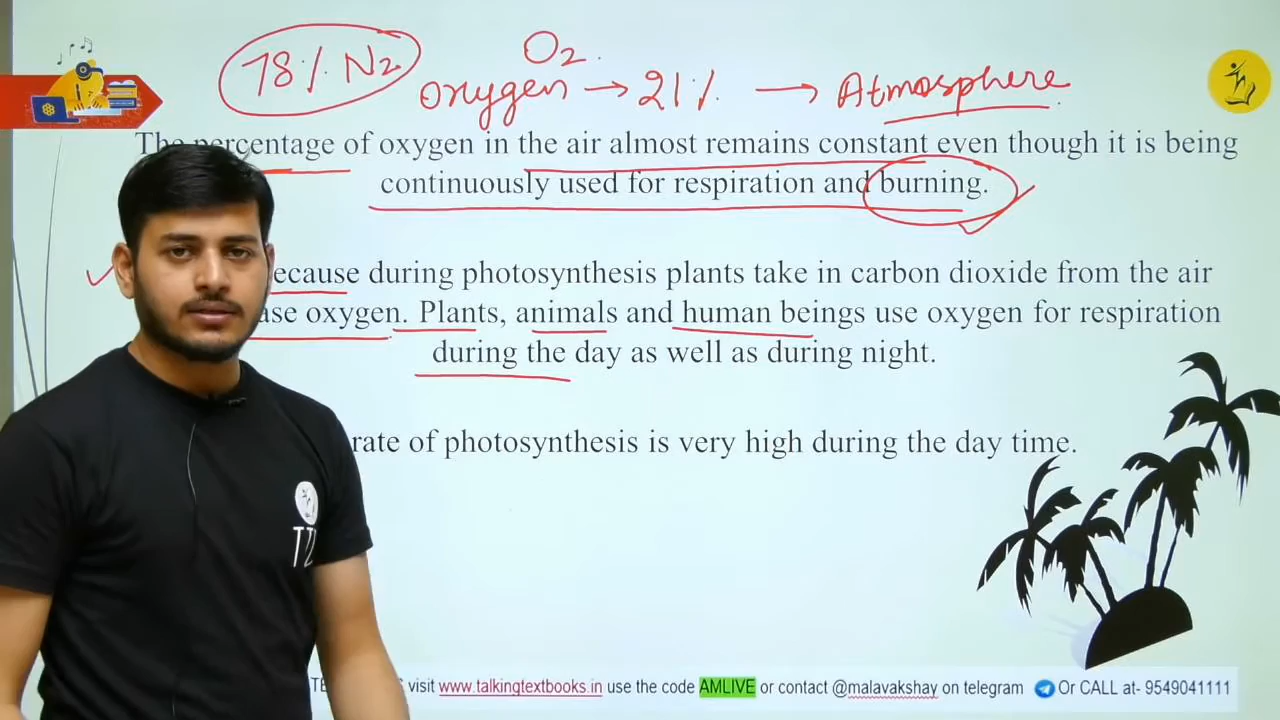 78% N2
O2
Oxygen → 21% → Atmosphere
The percentage of oxygen in the air almost remains constant even though it is being
continuously used for respiration and burning.
ecause during photosynthesis plants take in carbon dioxide from the air
ase oxygen. Plants, animals and human beings use oxygen for respiration
during the day as well as during night.
rate of photosynthesis is very high during the day time.
visit www.talkingtextbooks.in use the code AMLIVE or contact @malavakshay on telegram Or CALL at- 9549041111